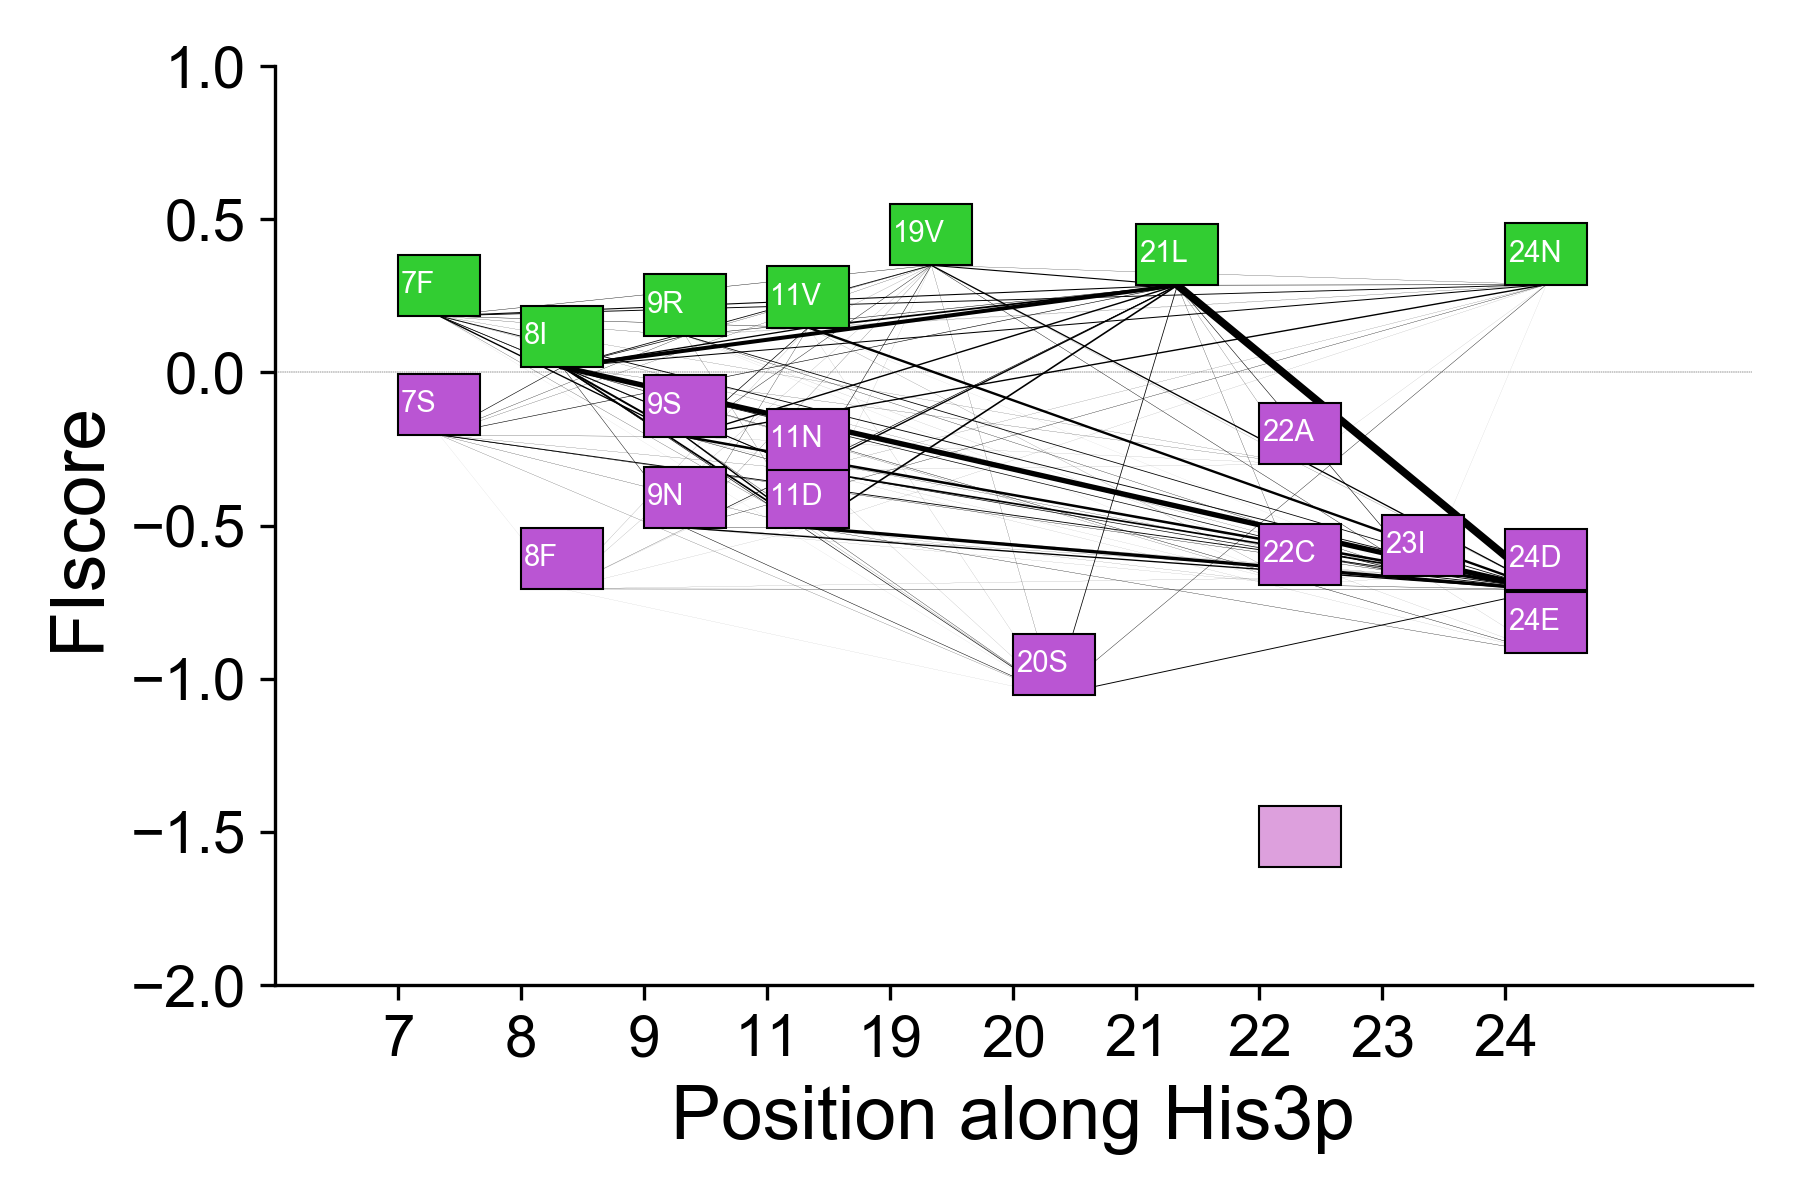 1.0
0.5
0.0
−0.5
−1.0
−1.5
−2.0
FIscore
7F
8I
9R
11V
19V
21L
24N
7S
9S
11N
22A
9N
11D
8F
22C
23I
24D
24E
20S
7 8 9 11 19 20 21 22 23 24
Position along His3p